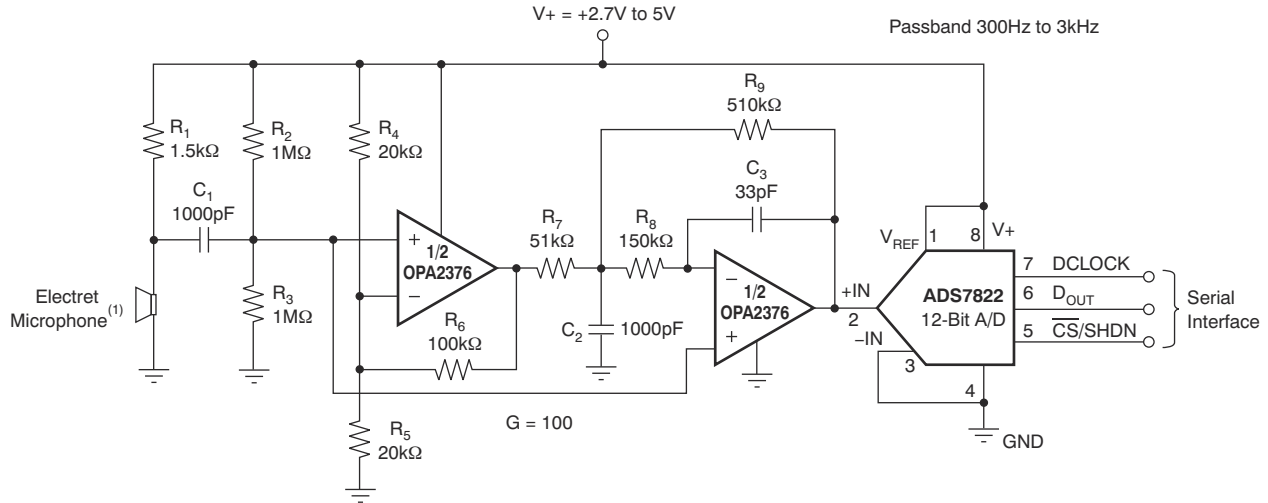 V+ = +2.7V to 5V
Passband 300Hz to 3kHz
R1
1.5kΩ
R2
1MΩ
R4
20kΩ
R9
510kΩ
C3
33pF
C1
1000pF
R7
51kΩ
R8
150kΩ
VREF
1
8
V+
+
1/2
OPA2376
−
−
1/2
OPA2376
+
+IN
2
−IN
3
ADS7822
12-Bit A/D
7
DCLOCK
6
DOUT
5
CS/SHDN
4
Serial
Interface
Electret
Microphone(1)
R3
1MΩ
R6
100kΩ
C2
1000pF
G = 100
R5
20kΩ
GND